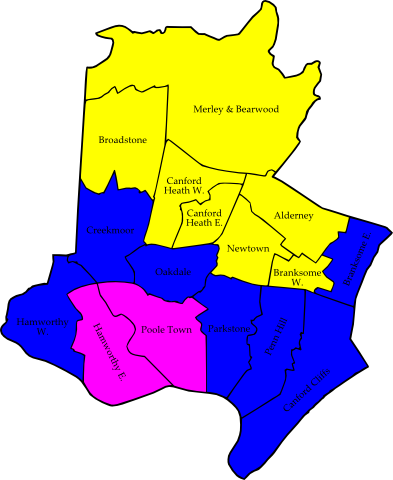 Merley & Bearwood
Broadstone
Canford
Heath W.
Canford
Heath E.
Alderney
Creekmoor
Newtown
Branksome E.
Oakdale
Branksome
W.
Hamworthy
W.
Hamworthy E.
Poole Town
Parkstone
Penn Hill
Canford Cliffs